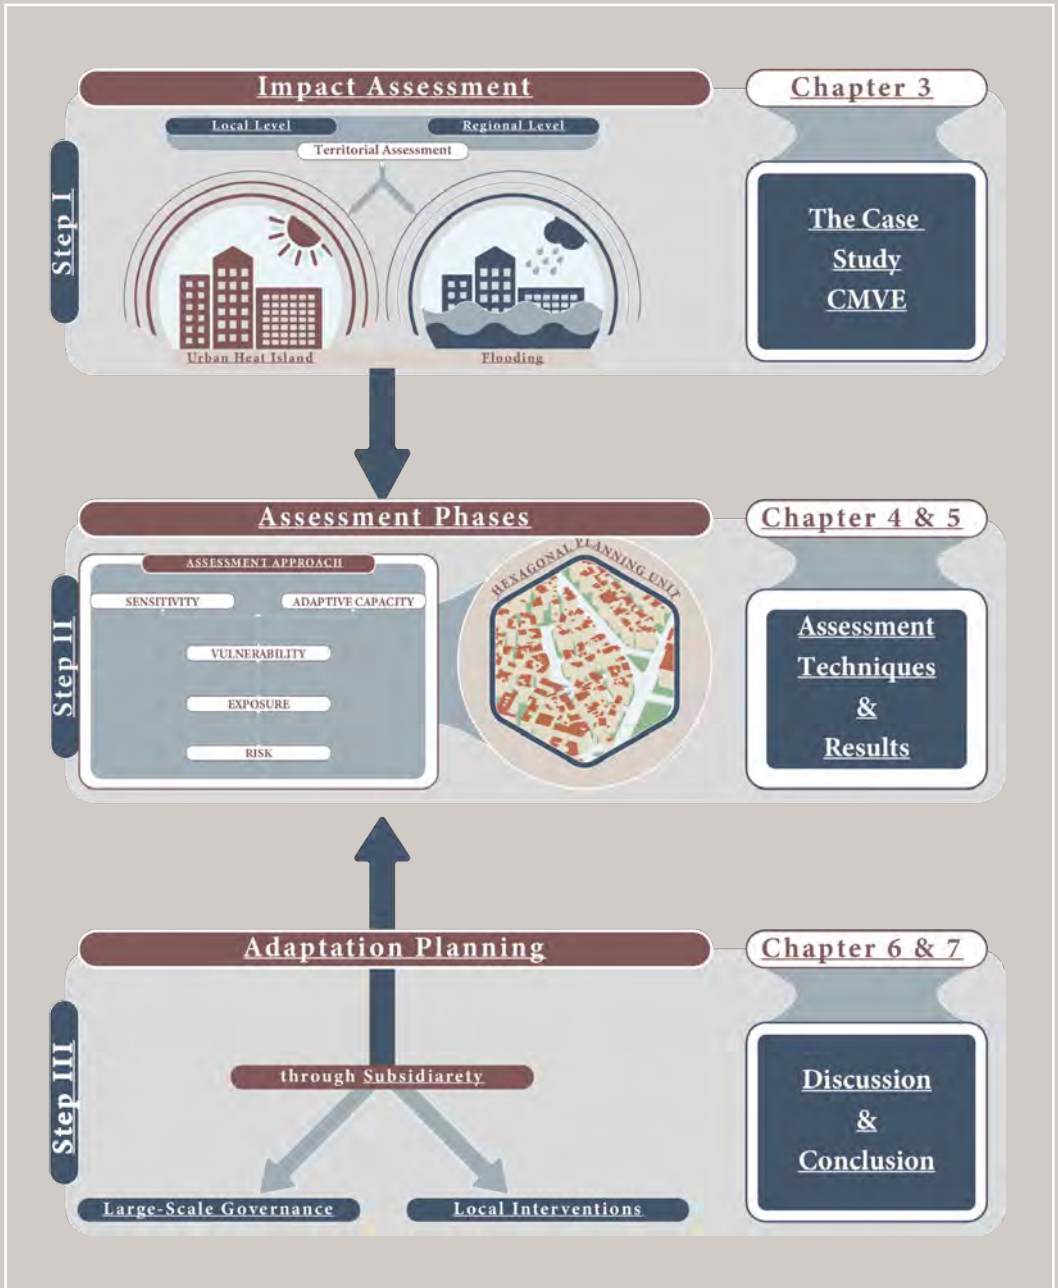 Impact Assessment
Chapter 3
Step I
Local Level
Regional Level
Territorial Assessment
Urban Heat Island
Flooding
The Case
Study
CMVE
Assessment Phases
Chapter 4 & 5
Step II
ASSESSMENT APPROACH
SENSITIVITY
ADAPTIVE CAPACITY
VULNERABILITY
EXPOSURE
RISK
HEXAGONAL PLANNING UNIT
Assessment
Techniques
&
Results
Adaptation Planning
Chapter 6 & 7
Step III
through Subsidiarety
Large-Scale Governance
Local Interventions
Discussion
&
Conclusion